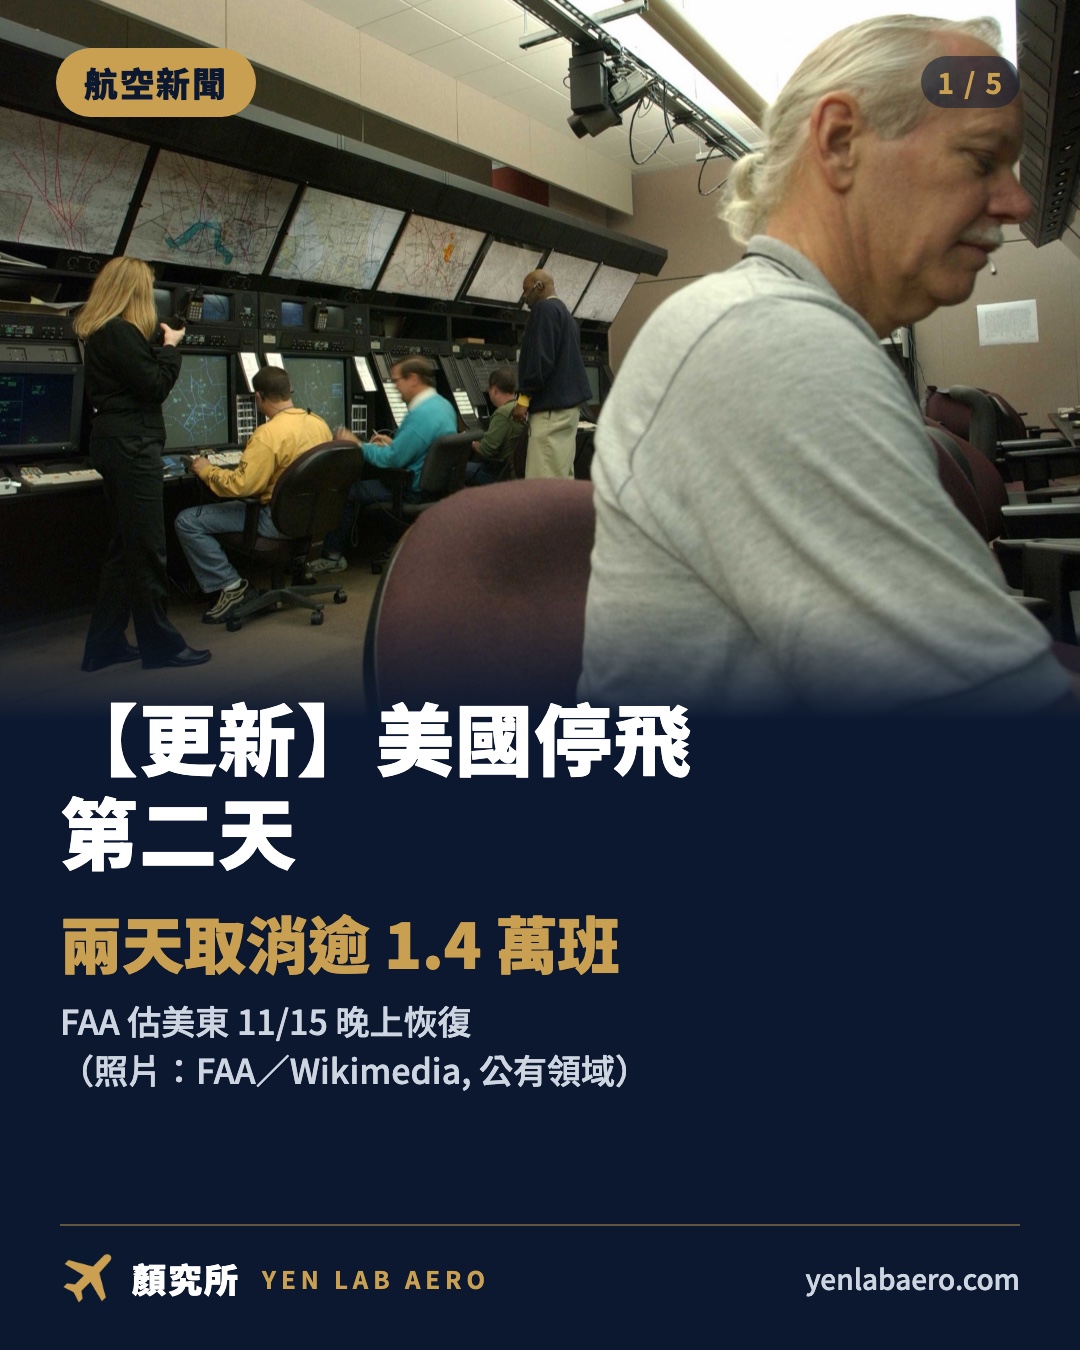 航空新聞
1 / 5
【更新】美國停飛
第二天
兩天取消逾 1.4 萬班
FAA 估美東 11/15 晚上恢復
（照片：FAA／Wikimedia, 公有領域）
顏究所 YEN LAB AERO
yenlabaero.com